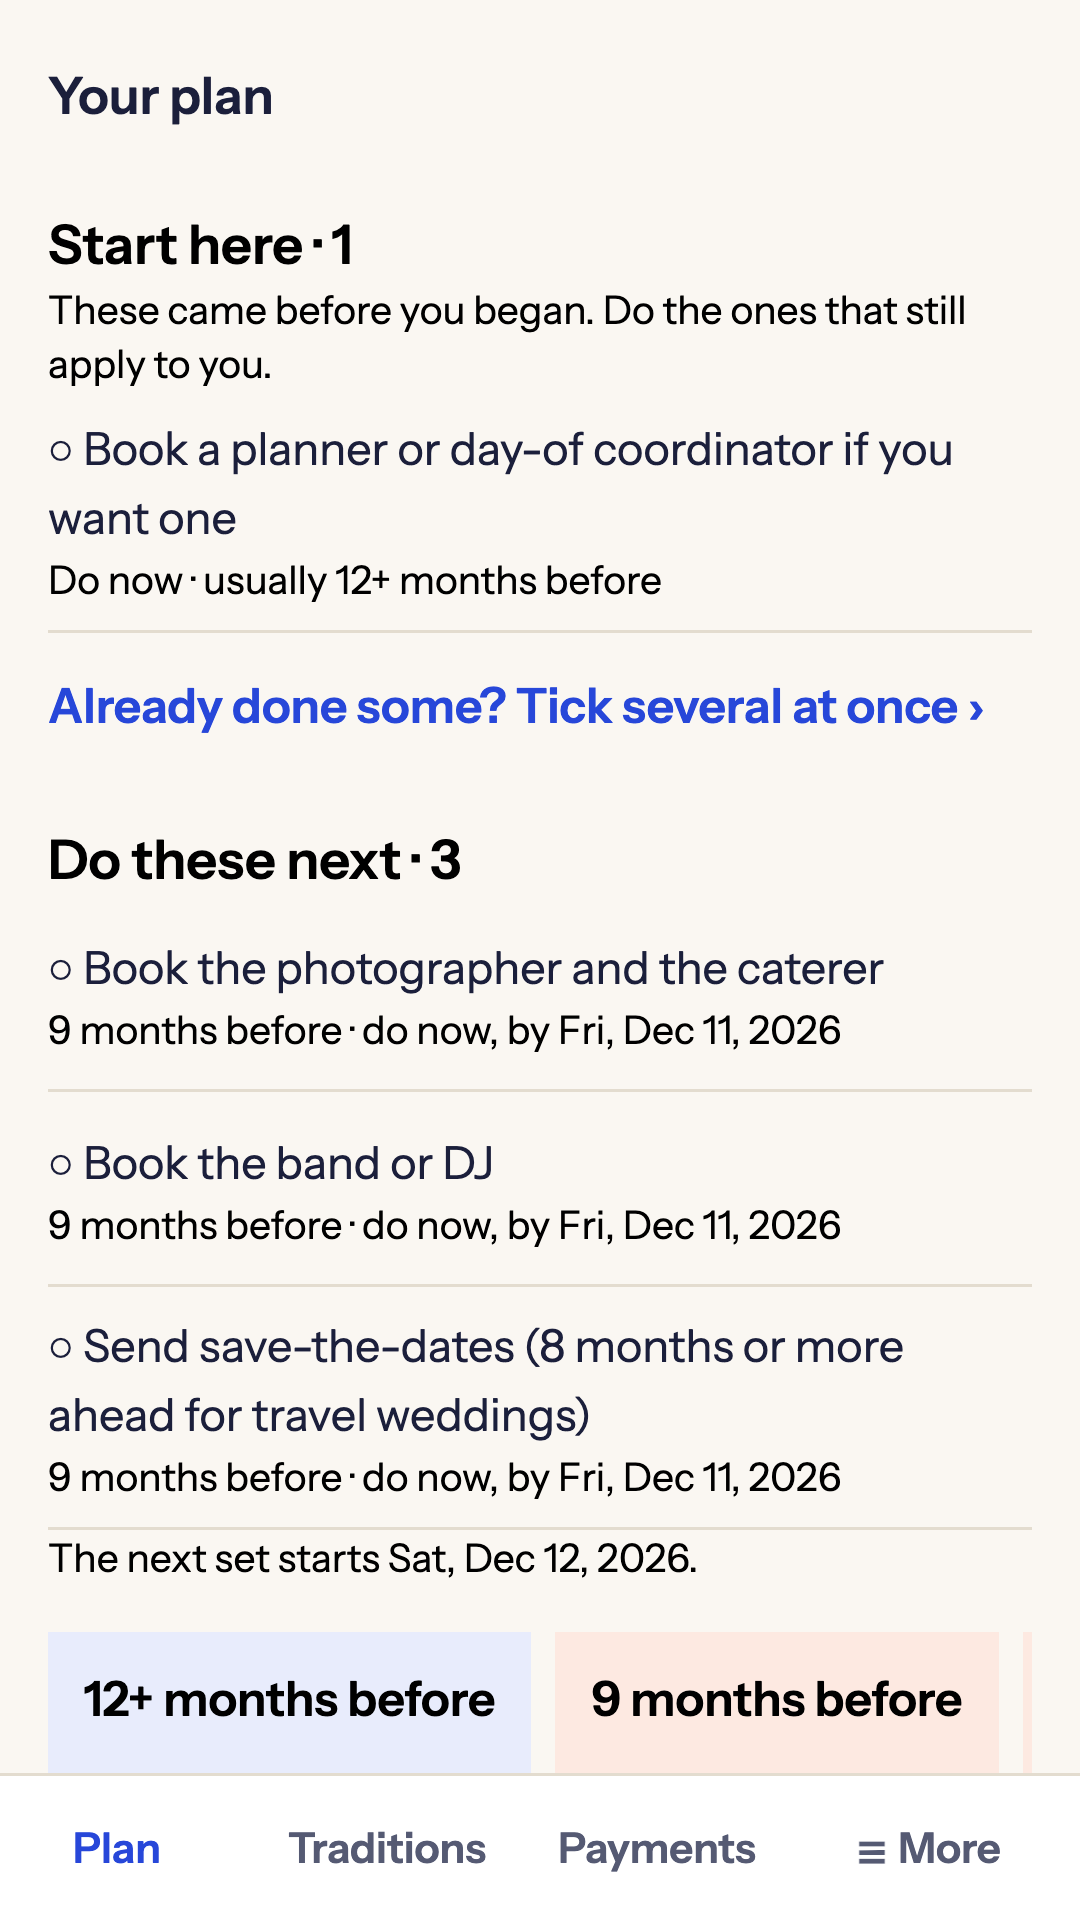 Your plan
Start here · 1
These came before you began. Do the ones that still
apply to you.
○ Book a planner or day-of coordinator if you
want one
Do now · usually 12+ months before
Already done some? Tick several at once ›
Do these next · 3
○ Book the photographer and the caterer
9 months before · do now, by Fri, Dec 11, 2026
○ Book the band or DJ
9 months before · do now, by Fri, Dec 11, 2026
○ Send save-the-dates (8 months or more
ahead for travel weddings)
9 months before · do now, by Fri, Dec 11, 2026
The next set starts Sat, Dec 12, 2026.
12+ months before
9 months before
Plan
Traditions
Payments
≡ More